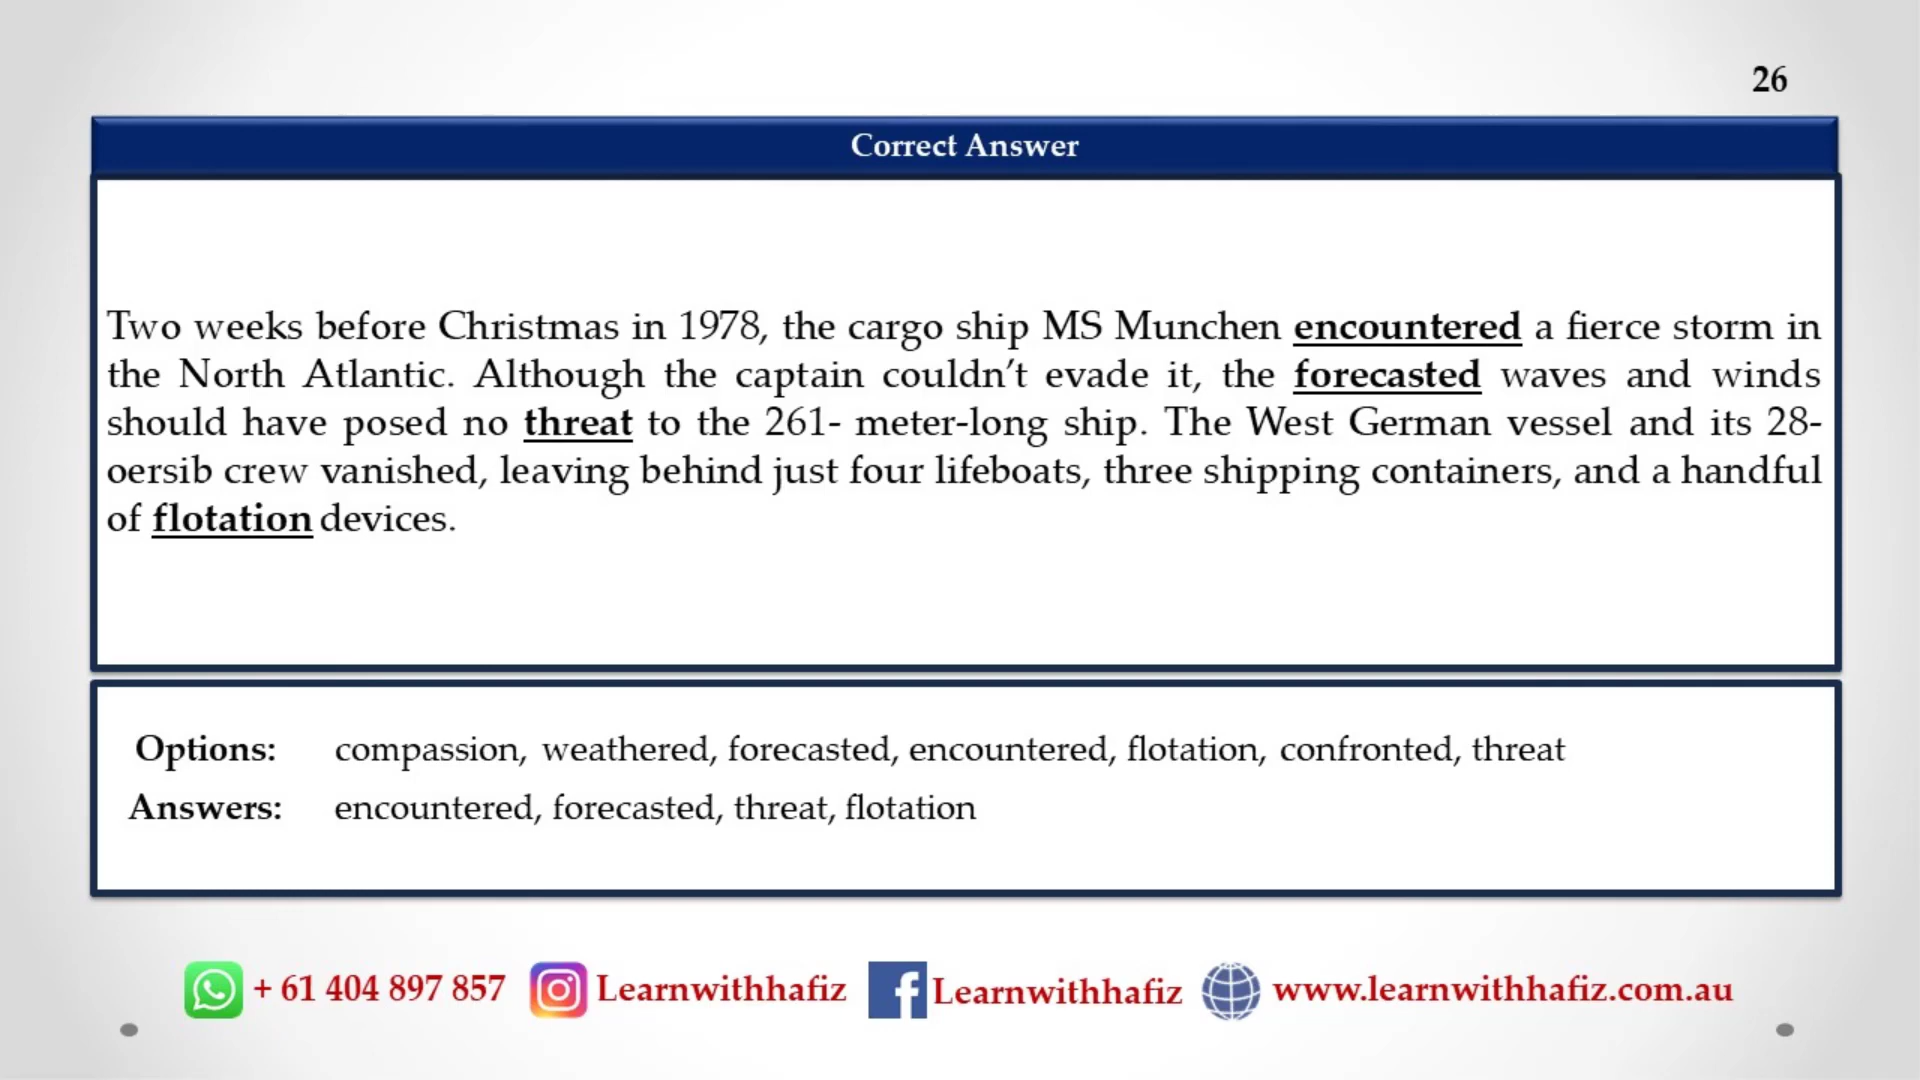 26
Correct Answer
Two weeks before Christmas in 1978, the cargo ship MS Munchen encountered a fierce storm in
the North Atlantic. Although the captain couldn’t evade it, the forecasted waves and winds
should have posed no threat to the 261- meter-long ship. The West German vessel and its 28-
oersib crew vanished, leaving behind just four lifeboats, three shipping containers, and a handful
of flotation devices.
Options: compassion, weathered, forecasted, encountered, flotation, confronted, threat
Answers: encountered, forecasted, threat, flotation
+ 61 404 897 857 Learnwithhafiz Learnwithhafiz www.learnwithhafiz.com.au